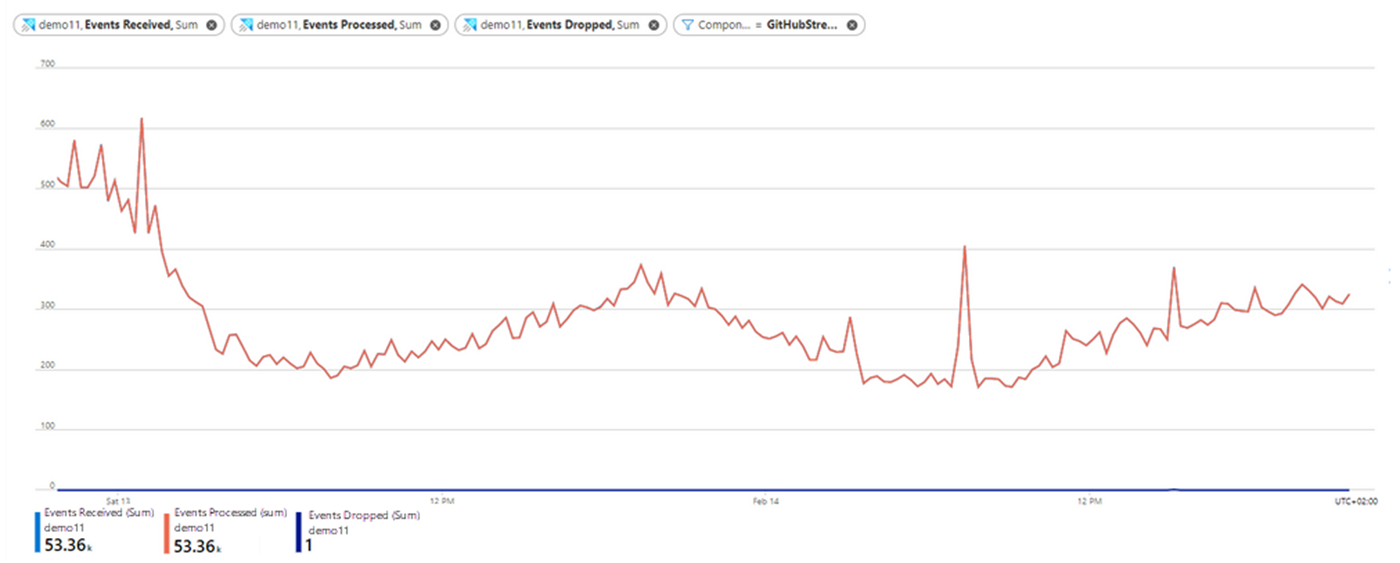 demo11, Events Received, Sum
demo11, Events Processed, Sum
demo11, Events Dropped, Sum
Compon... = GitHubStre...
700
600
500
400
300
200
100
0
Sat 13 12 PM Feb 14 12 PM UTC+02:00
Events Received (Sum)
demo11
53.36k
Events Processed (sum)
demo11
53.36k
Events Dropped (Sum)
demo11
1